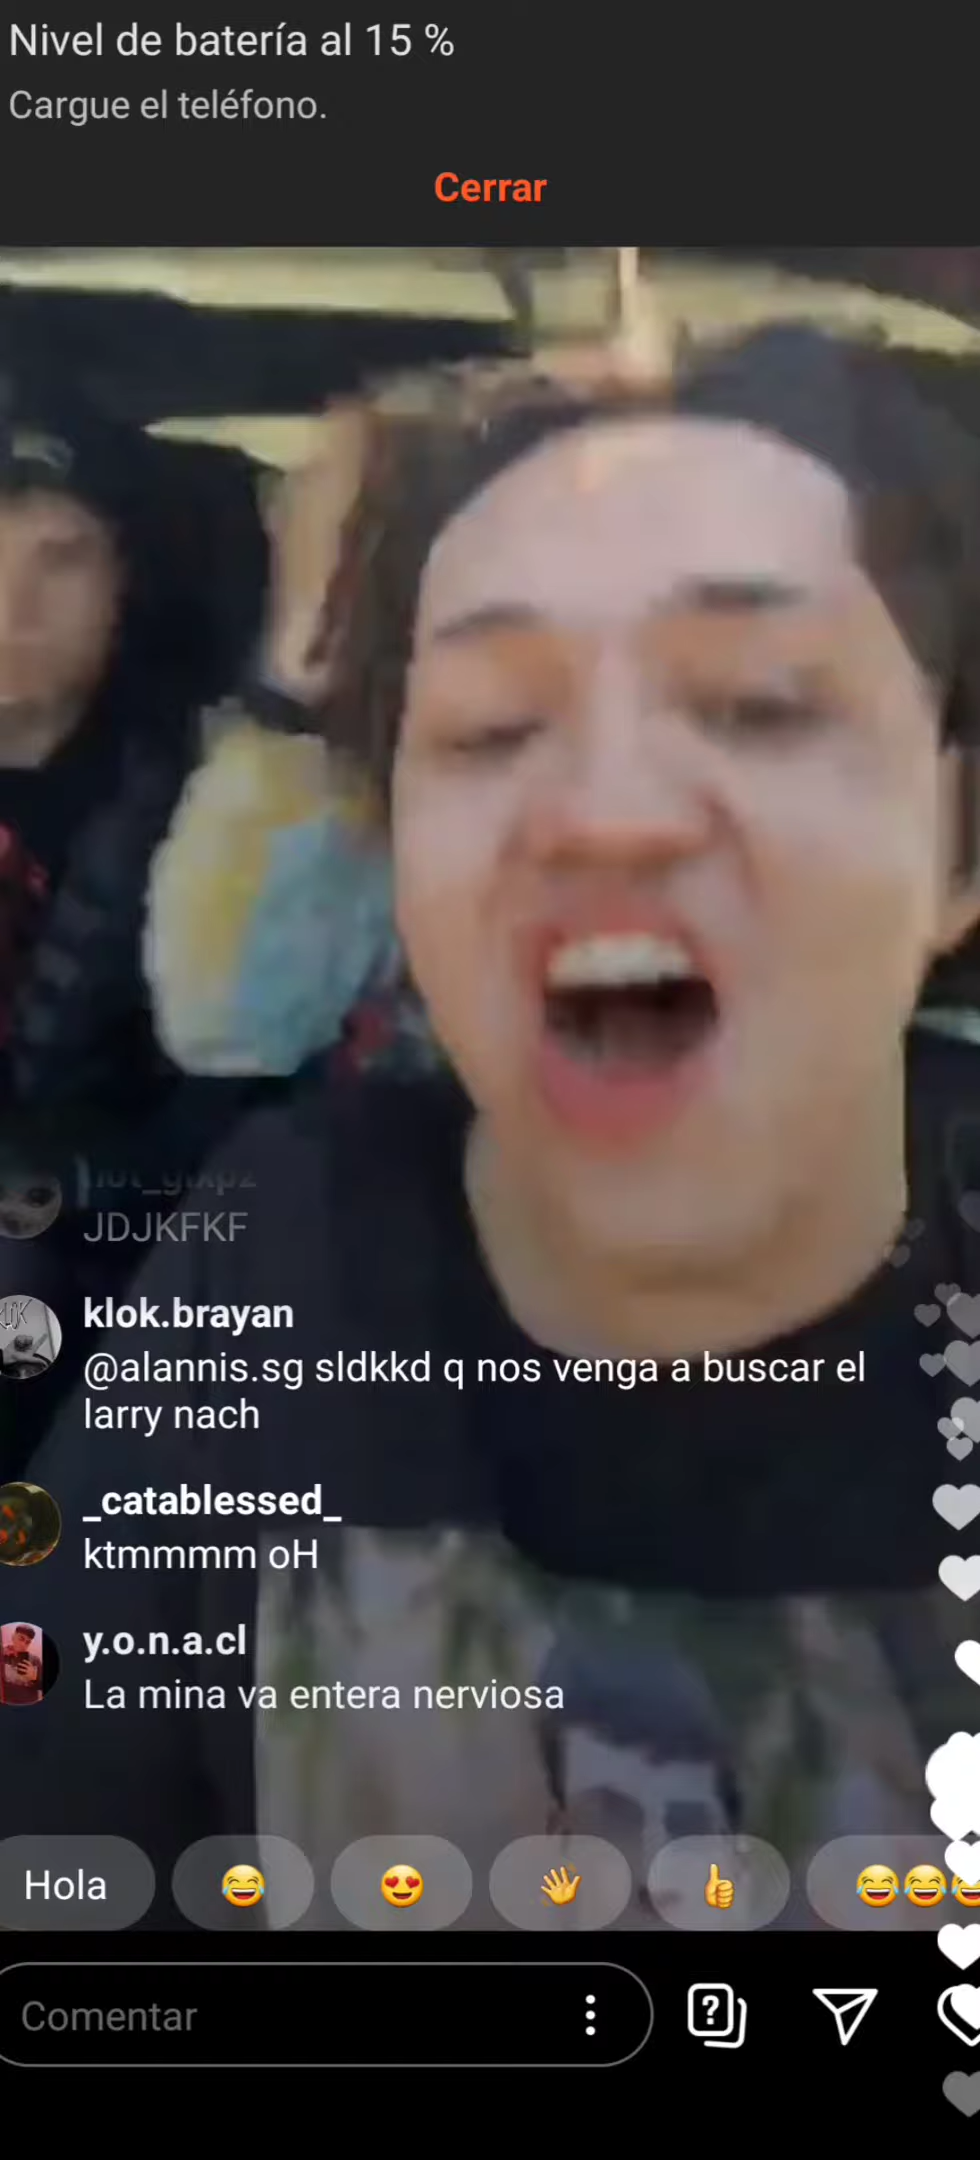 Nivel de batería al 15 %
Cargue el teléfono.
Cerrar
JDJKFKF
klok.brayan
@alannis.sg sldkkd q nos venga a buscar el
larry nach
_catablessed_
ktmmmm oH
y.o.n.a.cl
La mina va entera nerviosa
Hola
Comentar